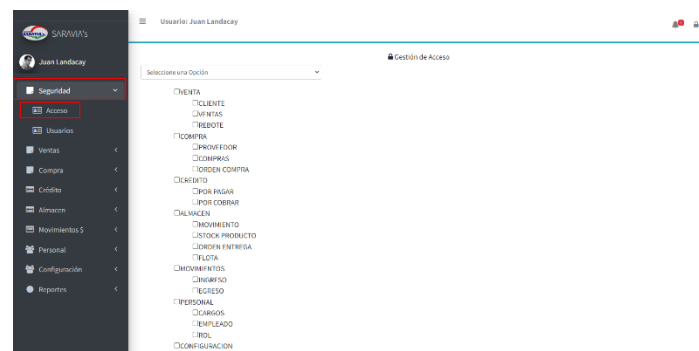 SARAVIA's
Juan Landacay
Seguridad
Acceso
Usuarios
Ventas
Compra
Crédito
Almacen
Movimientos $
Personal
Configuración
Reportes
Usuario: Juan Landacay
Gestión de Acceso
Seleccione una Opción
VENTA
CLIENTE
VENTAS
REBOTE
COMPRA
PROVEEDOR
COMPRAS
ORDEN COMPRA
CREDITO
POR PAGAR
POR COBRAR
ALMACEN
MOVIMIENTO
STOCK PRODUCTO
ORDEN ENTREGA
FLOTA
MOVIMIENTOS
INGRESO
EGRESO
PERSONAL
CARGOS
EMPLEADO
ROL
CONFIGURACION